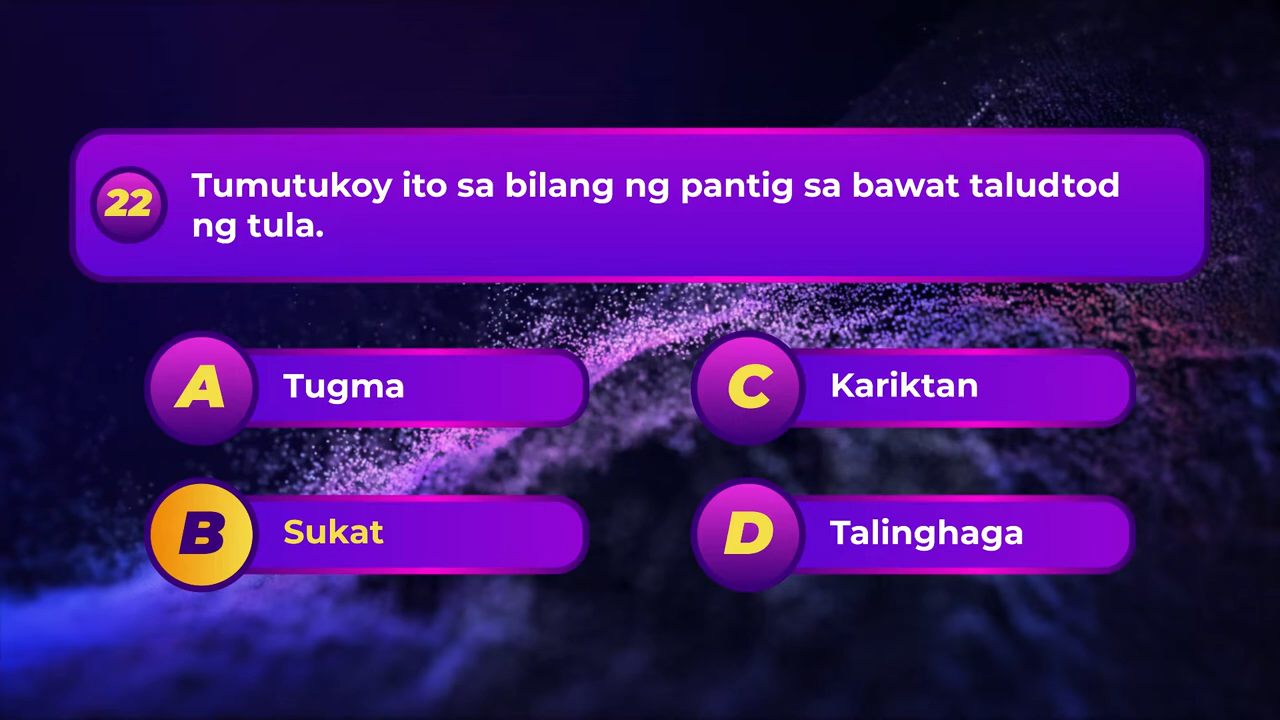 22
Tumutukoy ito sa bilang ng pantig sa bawat taludtod
ng tula.
A
Tugma
B
Sukat
C
Kariktan
D
Talinghaga